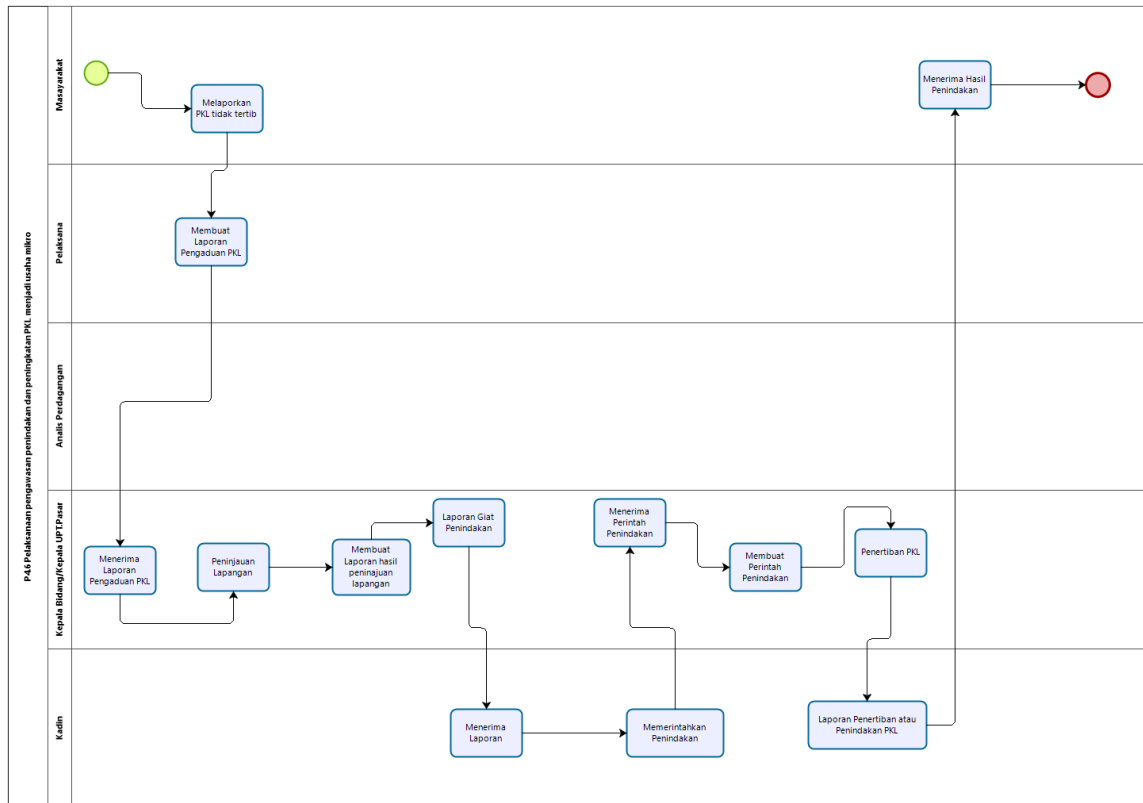 P4.6 Pelaksanaan pengawasan penindakan dan peningkatan PKL menjadi usaha mikro
Masayarakat
Melaporkan
PKL tidak tertib
Menerima Hasil
Penindakan
Pelaksana
Membuat
Laporan
Pengaduan PKL
Analis Perdagangan
Kepala Bidang/Kepala UPT.Pasar
Menerima
Laporan
Pengaduan PKL
Peninjauan
Lapangan
Membuat
Laporan hasil
peninajuan
lapangan
Laporan Giat
Penindakan
Menerima
Perintah
Penindakan
Membuat
Perintah
Penindakan
Penertiban PKL
Kadin
Menerima
Laporan
Memerintahkan
Penindakan
Laporan Penertiban atau
Penindakan PKL